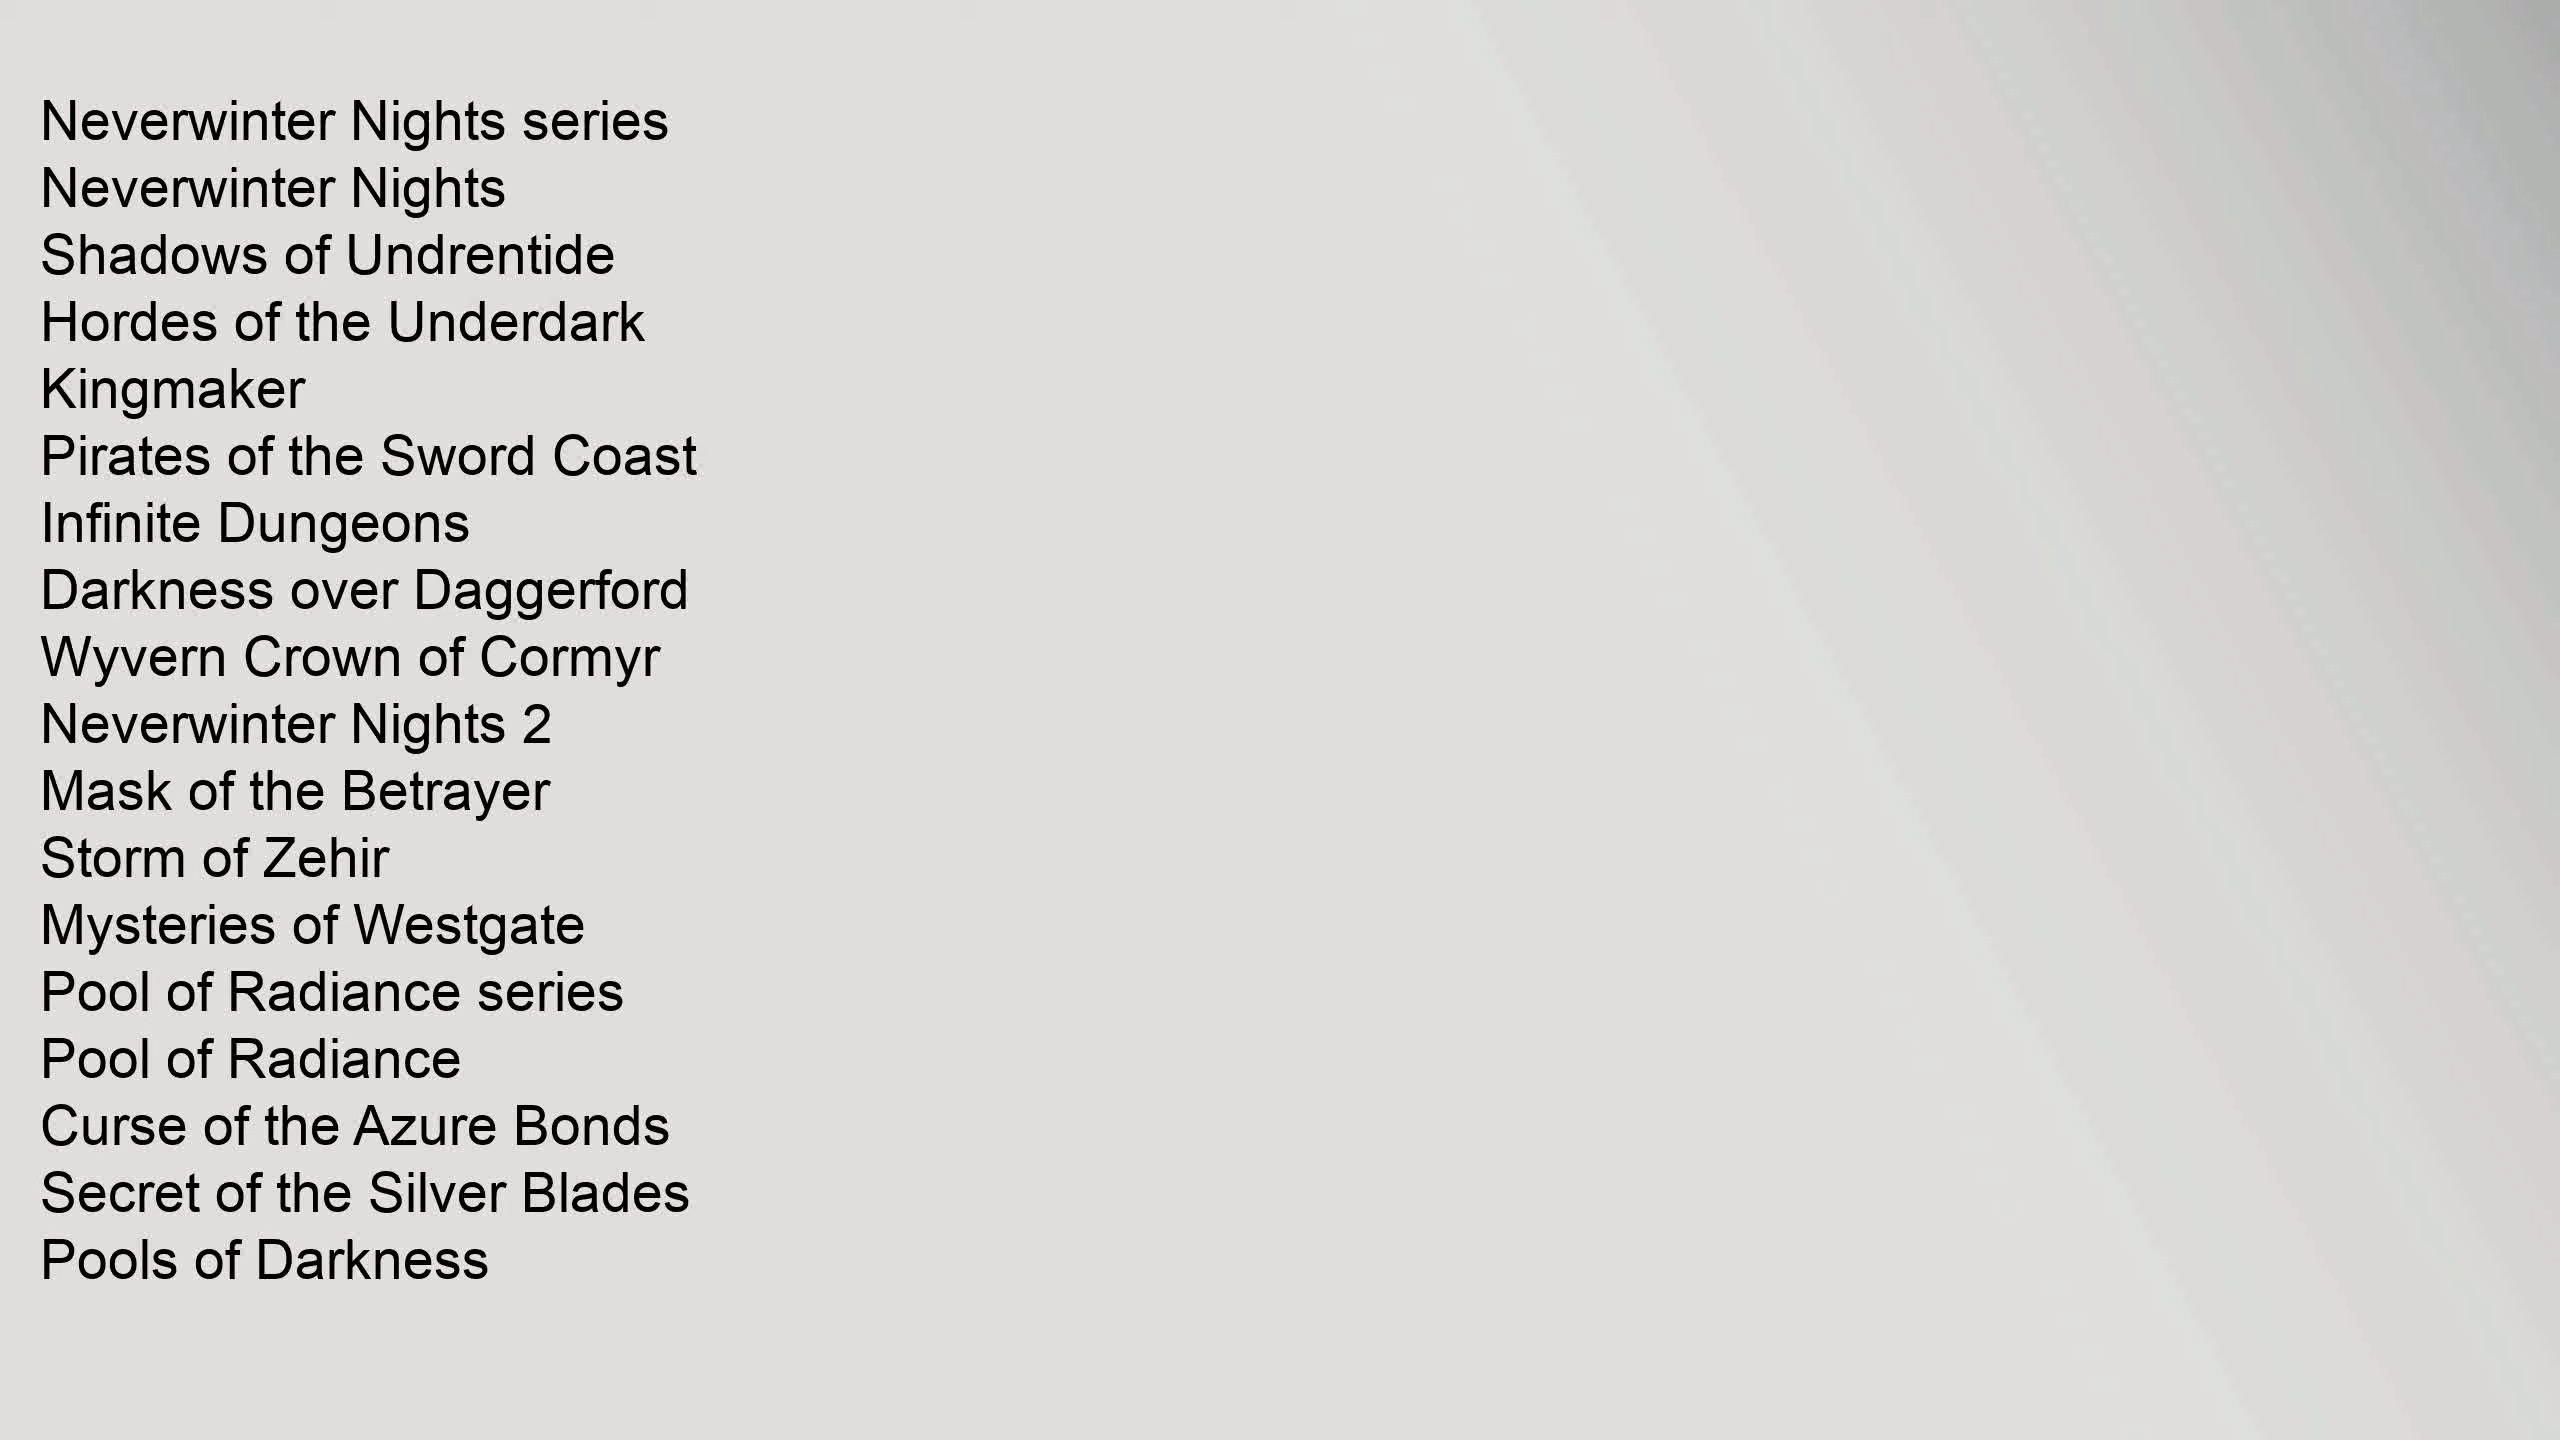 Neverwinter Nights series
Neverwinter Nights
Shadows of Undrentide
Hordes of the Underdark
Kingmaker
Pirates of the Sword Coast
Infinite Dungeons
Darkness over Daggerford
Wyvern Crown of Cormyr
Neverwinter Nights 2
Mask of the Betrayer
Storm of Zehir
Mysteries of Westgate
Pool of Radiance series
Pool of Radiance
Curse of the Azure Bonds
Secret of the Silver Blades
Pools of Darkness